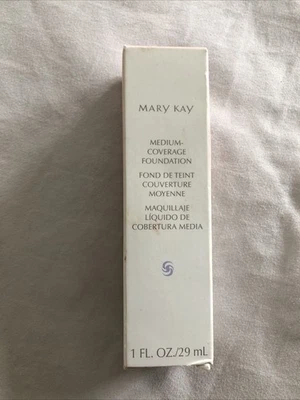 MARY KAY
MEDIUM-
COVERAGE
FOUNDATION
FOND DE TEINT
COUVERTURE
MOYENNE
MAQUILLAJE
LÍQUIDO DE
COBERTURA MEDIA
1 FL. OZ./29 mL